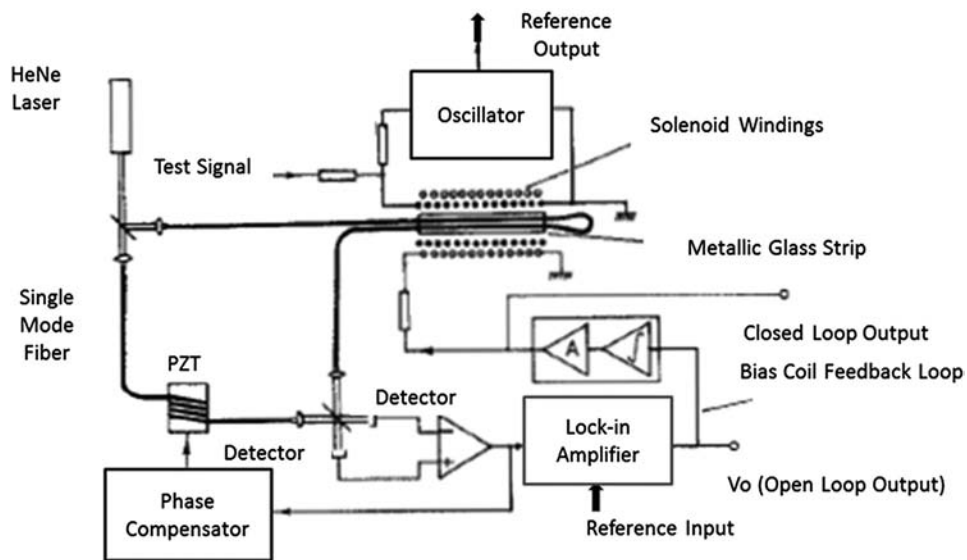 Reference
Output
HeNe
Laser
Oscillator
Solenoid Windings
Test Signal
Metallic Glass Strip
Single
Mode
Fiber
Closed Loop Output
A
∫
PZT
Bias Coil Feedback Loop
Detector
Detector
Lock-in
Amplifier
−
+
Vo (Open Loop Output)
Phase
Compensator
Reference Input